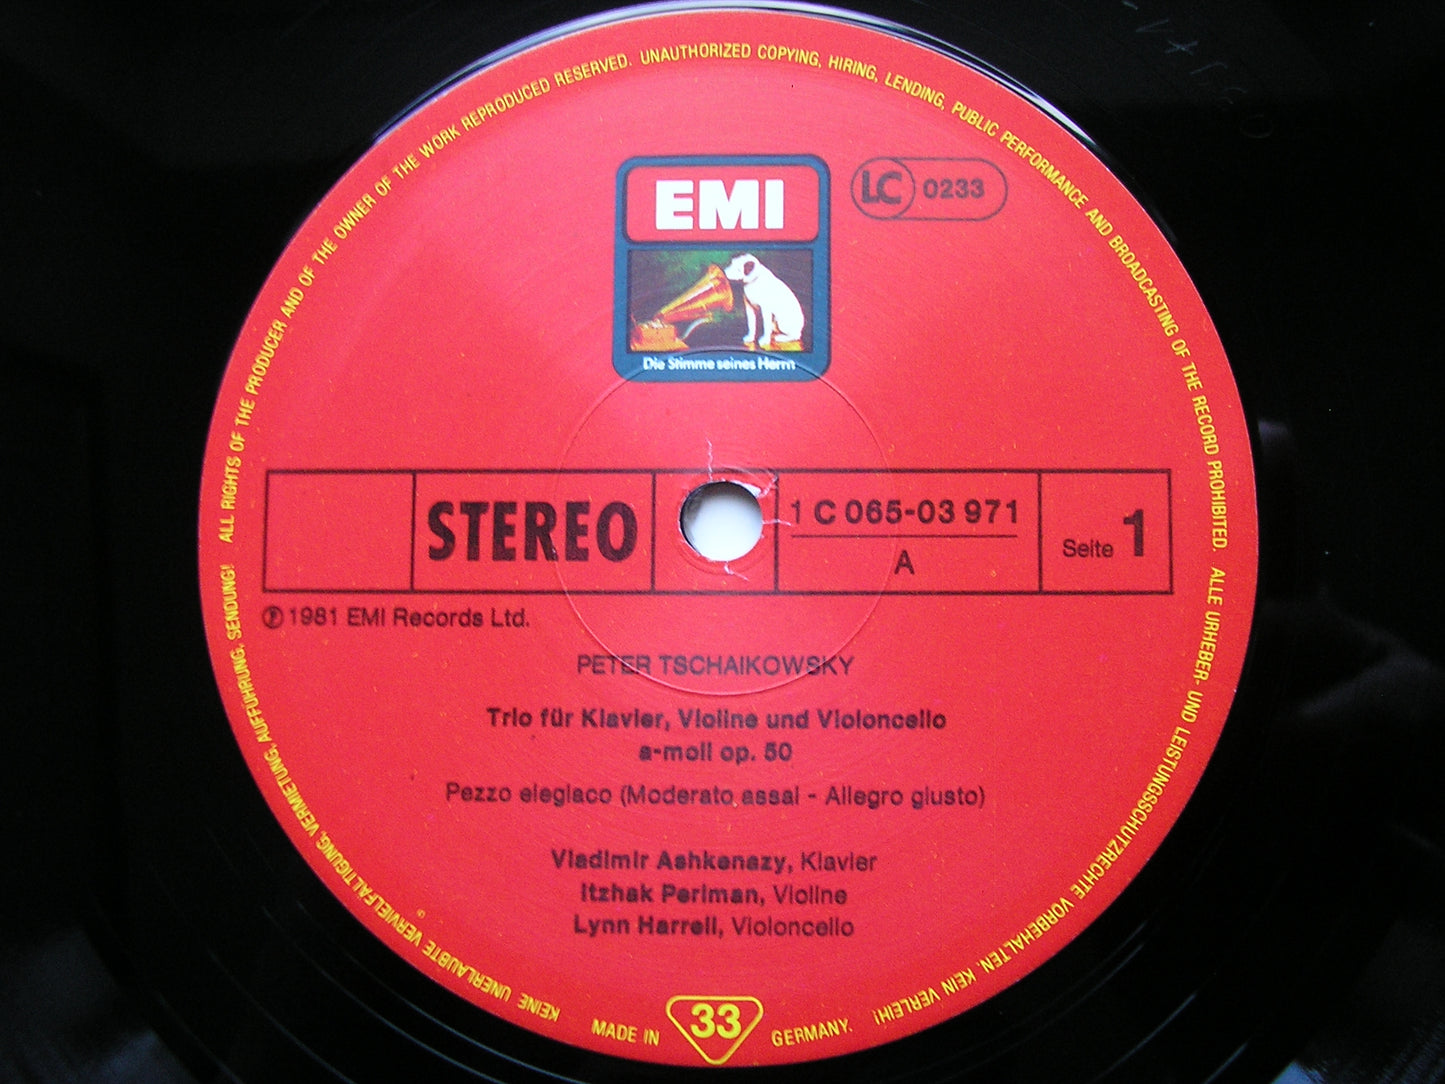 ALL RIGHTS OF THE PRODUCER AND OF THE OWNER OF THE WORK REPRODUCED RESERVED. UNAUTHORIZED COPYING, HIRING, LENDING, PUBLIC PERFORMANCE AND BROADCASTING OF THE RECORD PROHIBITED.
EMI
LC 0233
Die Stimme seines Herrn
STEREO
1 C 065-03 971
A
Seite 1
℗ 1981 EMI Records Ltd.
PETER TSCHAIKOWSKY
Trio für Klavier, Violine und Violoncello
a-moll op. 50
Pezzo elegiaco (Moderato assai - Allegro giusto)
Vladimir Ashkenazy, Klavier
Itzhak Perlman, Violine
Lynn Harrell, Violoncello
ALLE URHEBER- UND LEISTUNGSSCHUTZRECHTE VORBEHALTEN. KEIN VERLEIH!
KEINE UNERLAUBTE VERVIELFÄLTIGUNG, VERMIETUNG, AUFFÜHRUNG, SENDUNG!
MADE IN 33 GERMANY.